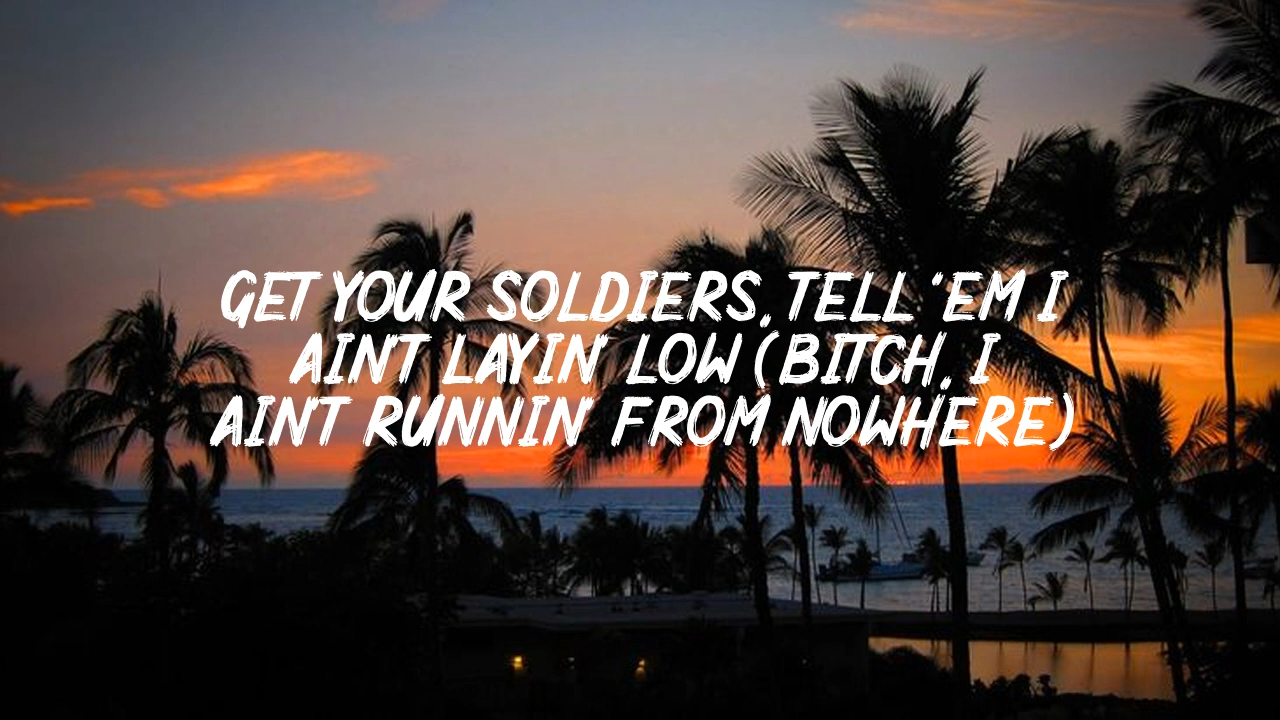 GET YOUR SOLDIERS, TELL 'EM I
AIN'T LAYIN' LOW (BITCH, I
AIN'T RUNNIN' FROM NOWHERE)